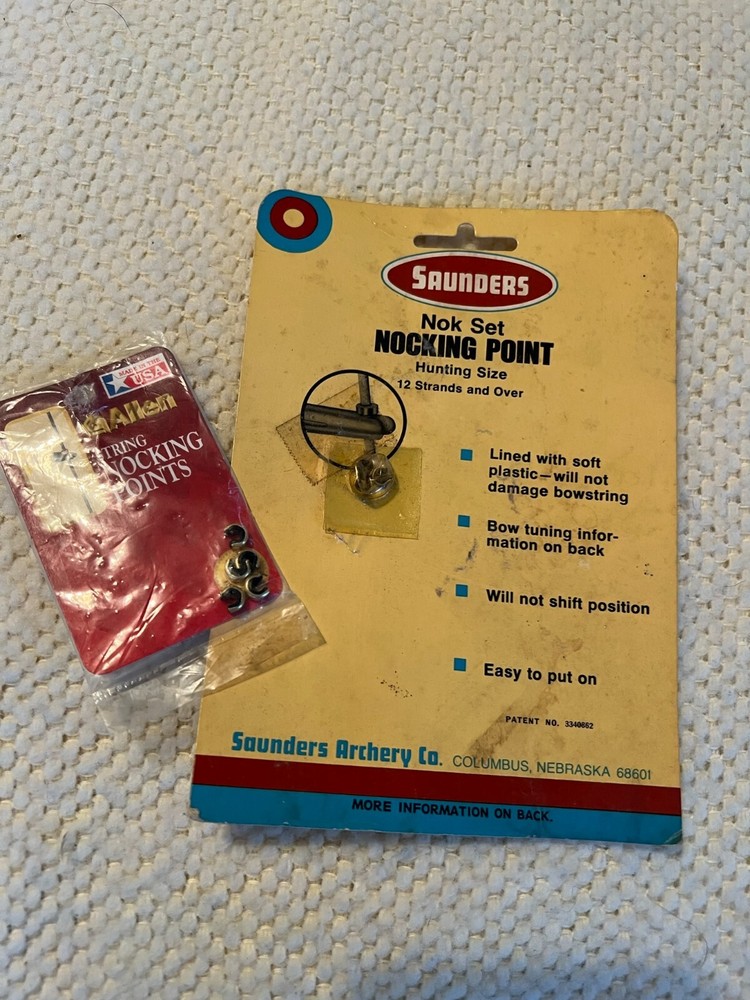 SAUNDERS
Nok Set
NOCKING POINT
Hunting Size
12 Strands and Over
Lined with soft
plastic—will not
damage bowstring
Bow tuning infor-
mation on back
Will not shift position
Easy to put on
PATENT NO. 3340662
Saunders Archery Co. COLUMBUS, NEBRASKA 68601
MORE INFORMATION ON BACK.
MADE IN THE
USA
Allen
STRING
NOCKING
POINTS